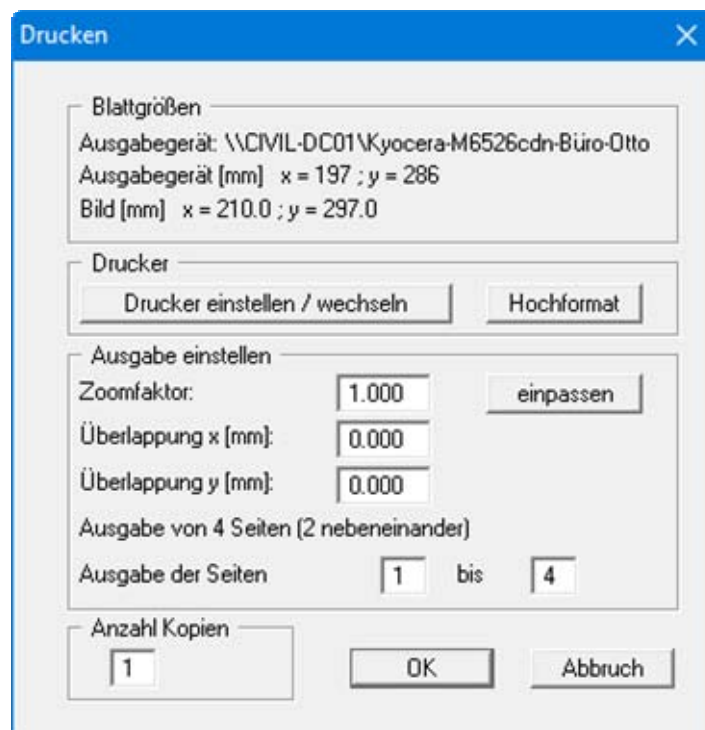 Drucken
Blattgrößen
Ausgabegerät: \\CIVIL-DC01\Kyocera-M6526cdn-Büro-Otto
Ausgabegerät [mm] x = 197 ; y = 286
Bild [mm] x = 210.0 ; y = 297.0
Drucker
Drucker einstellen / wechseln Hochformat
Ausgabe einstellen
Zoomfaktor: 1.000 einpassen
Überlappung x [mm]: 0.000
Überlappung y [mm]: 0.000
Ausgabe von 4 Seiten (2 nebeneinander)
Ausgabe der Seiten 1 bis 4
Anzahl Kopien
1 OK Abbruch